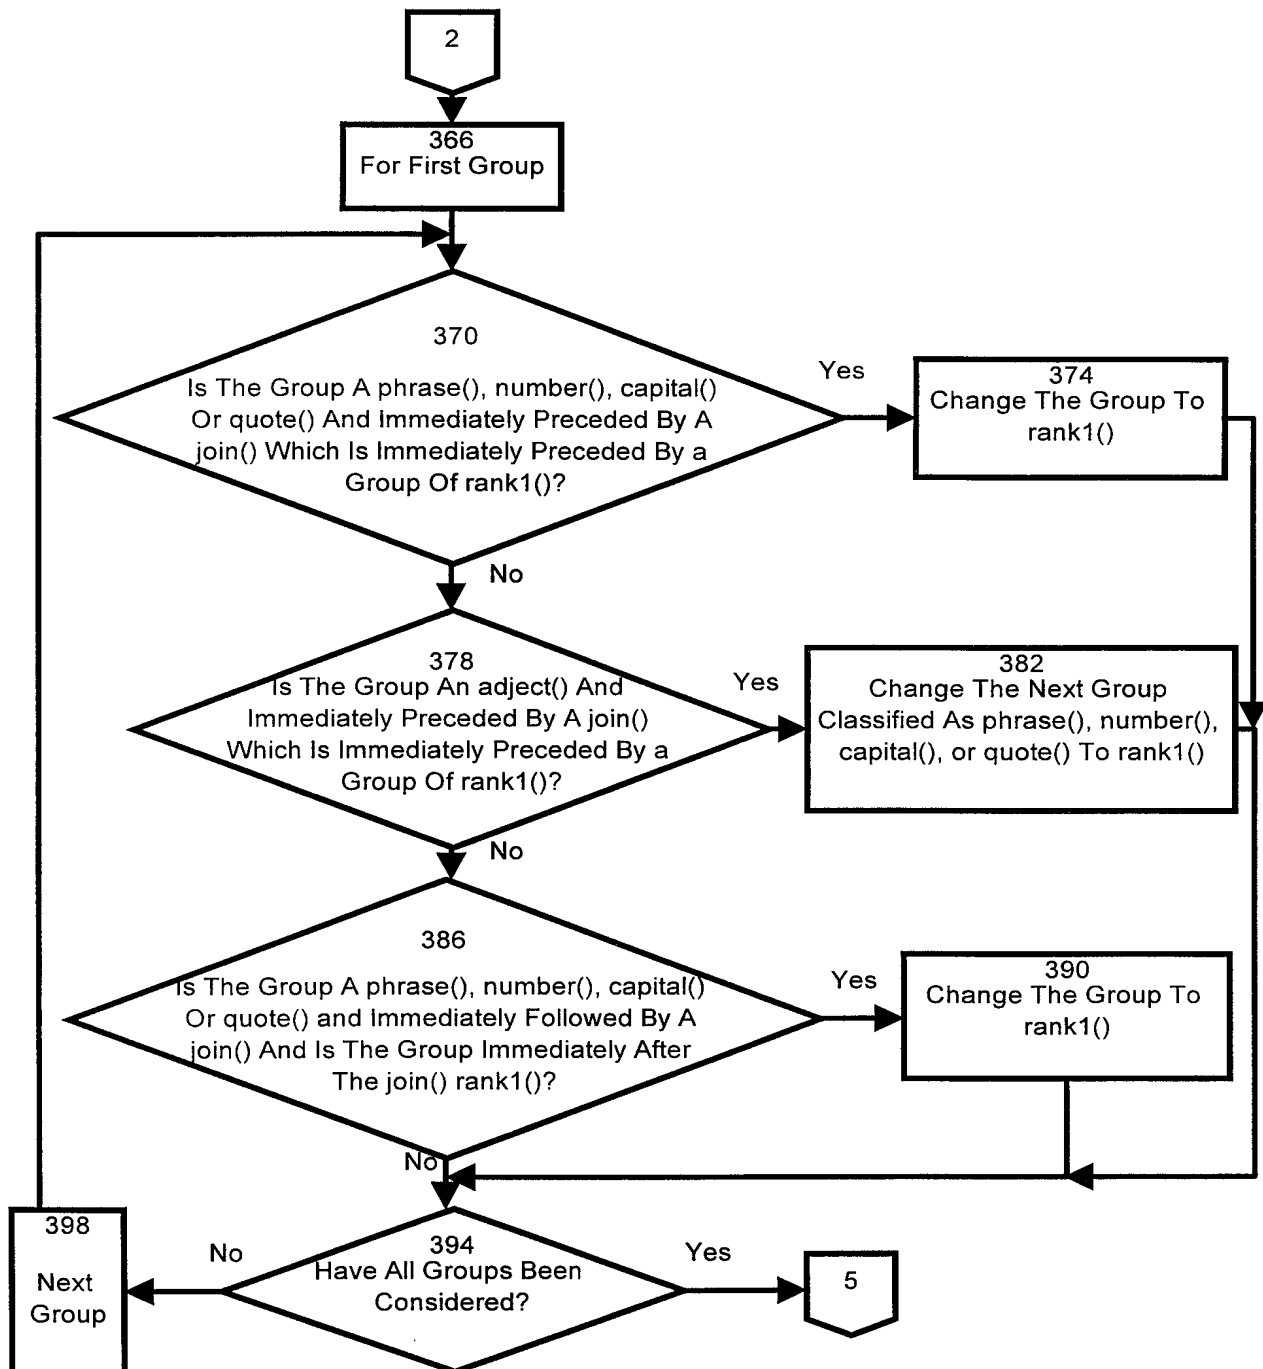 2
366
For First Group
370
Is The Group A phrase(), number(), capital()
Or quote() And Immediately Preceded By A
join() Which Is Immediately Preceded By a
Group Of rank1()?
Yes
374
Change The Group To
rank1()
No
378
Is The Group An adject() And
Immediately Preceded By A join()
Which Is Immediately Preceded By a
Group Of rank1()?
Yes
382
Change The Next Group
Classified As phrase(), number(),
capital(), or quote() To rank1()
No
386
Is The Group A phrase(), number(), capital()
Or quote() and Immediately Followed By A
join() And Is The Group Immediately After
The join() rank1()?
Yes
390
Change The Group To
rank1()
No
394
Have All Groups Been
Considered?
No
398
Next
Group
Yes
5